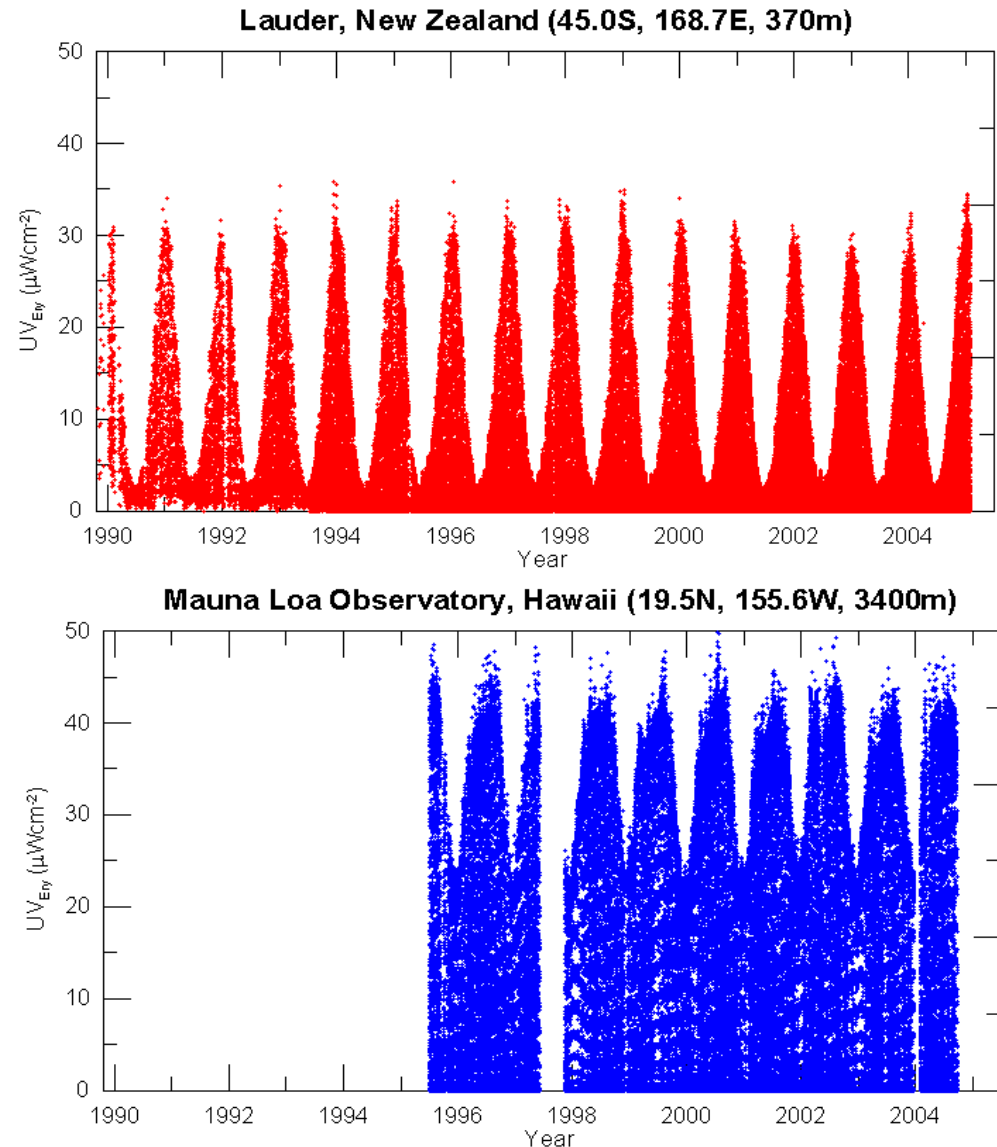 Lauder, New Zealand (45.0S, 168.7E, 370m)
50
40
30
20
10
0
UV_Ery (µWcm⁻²)
1990 1992 1994 1996 1998 2000 2002 2004
Year
Mauna Loa Observatory, Hawaii (19.5N, 155.6W, 3400m)
50
40
30
20
10
0
UV_Ery (µWcm⁻²)
1990 1992 1994 1996 1998 2000 2002 2004
Year